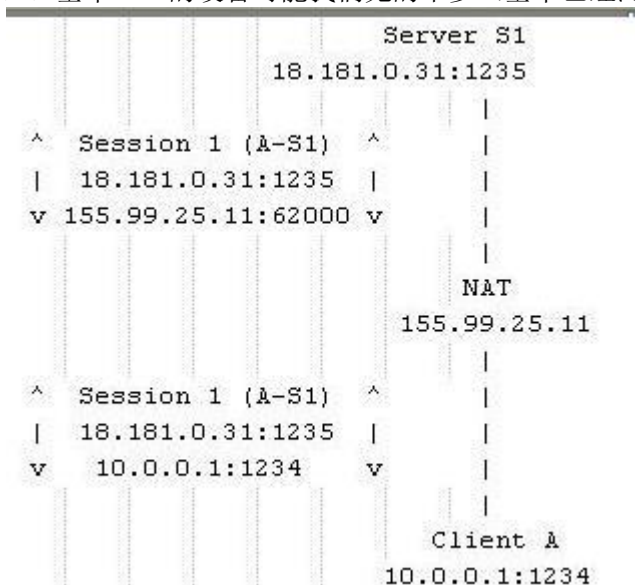 Server S1
18.181.0.31:1235
|
^ Session 1 (A-S1) ^ |
| 18.181.0.31:1235 | |
v 155.99.25.11:62000 v |
|
NAT
155.99.25.11
|
^ Session 1 (A-S1) ^ |
| 18.181.0.31:1235 | |
v 10.0.0.1:1234 v |
|
Client A
10.0.0.1:1234